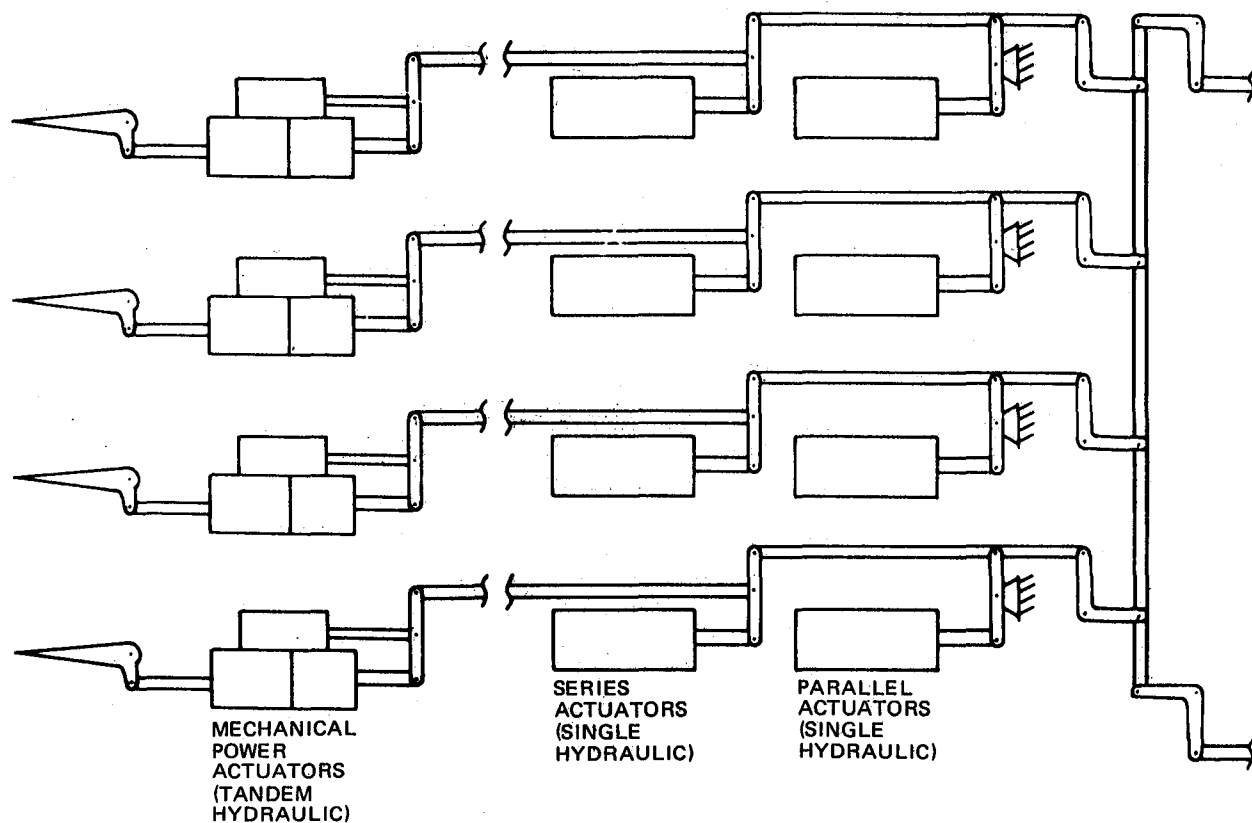 MECHANICAL
POWER
ACTUATORS
(TANDEM
HYDRAULIC)
SERIES
ACTUATORS
(SINGLE
HYDRAULIC)
PARALLEL
ACTUATORS
(SINGLE
HYDRAULIC)